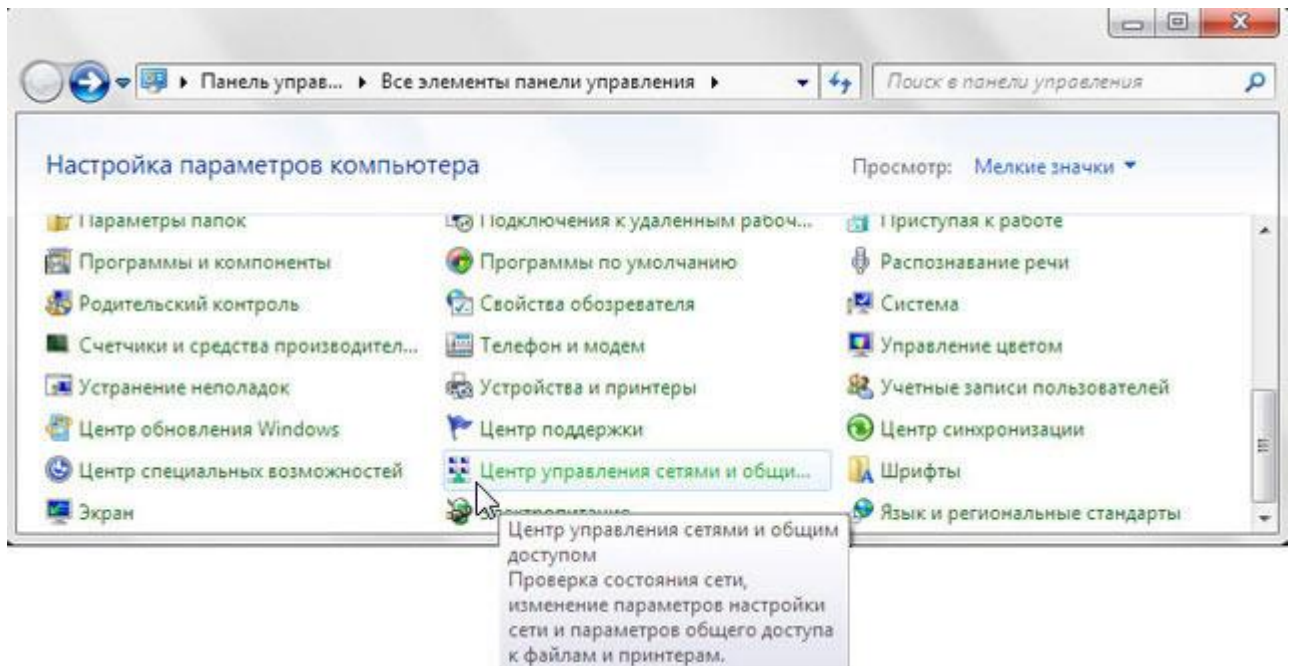 Панель управ... Все элементы панели управления Поиск в панели управления
Настройка параметров компьютера Просмотр: Мелкие значки
Параметры папок Подключения к удаленным рабоч... Приступая к работе
Программы и компоненты Программы по умолчанию Распознавание речи
Родительский контроль Свойства обозревателя Система
Счетчики и средства производител... Телефон и модем Управление цветом
Устранение неполадок Устройства и принтеры Учетные записи пользователей
Центр обновления Windows Центр поддержки Центр синхронизации
Центр специальных возможностей Центр управления сетями и общи... Шрифты
Экран Электропитание Язык и региональные стандарты
Центр управления сетями и общим
доступом
Проверка состояния сети,
изменение параметров настройки
сети и параметров общего доступа
к файлам и принтерам.